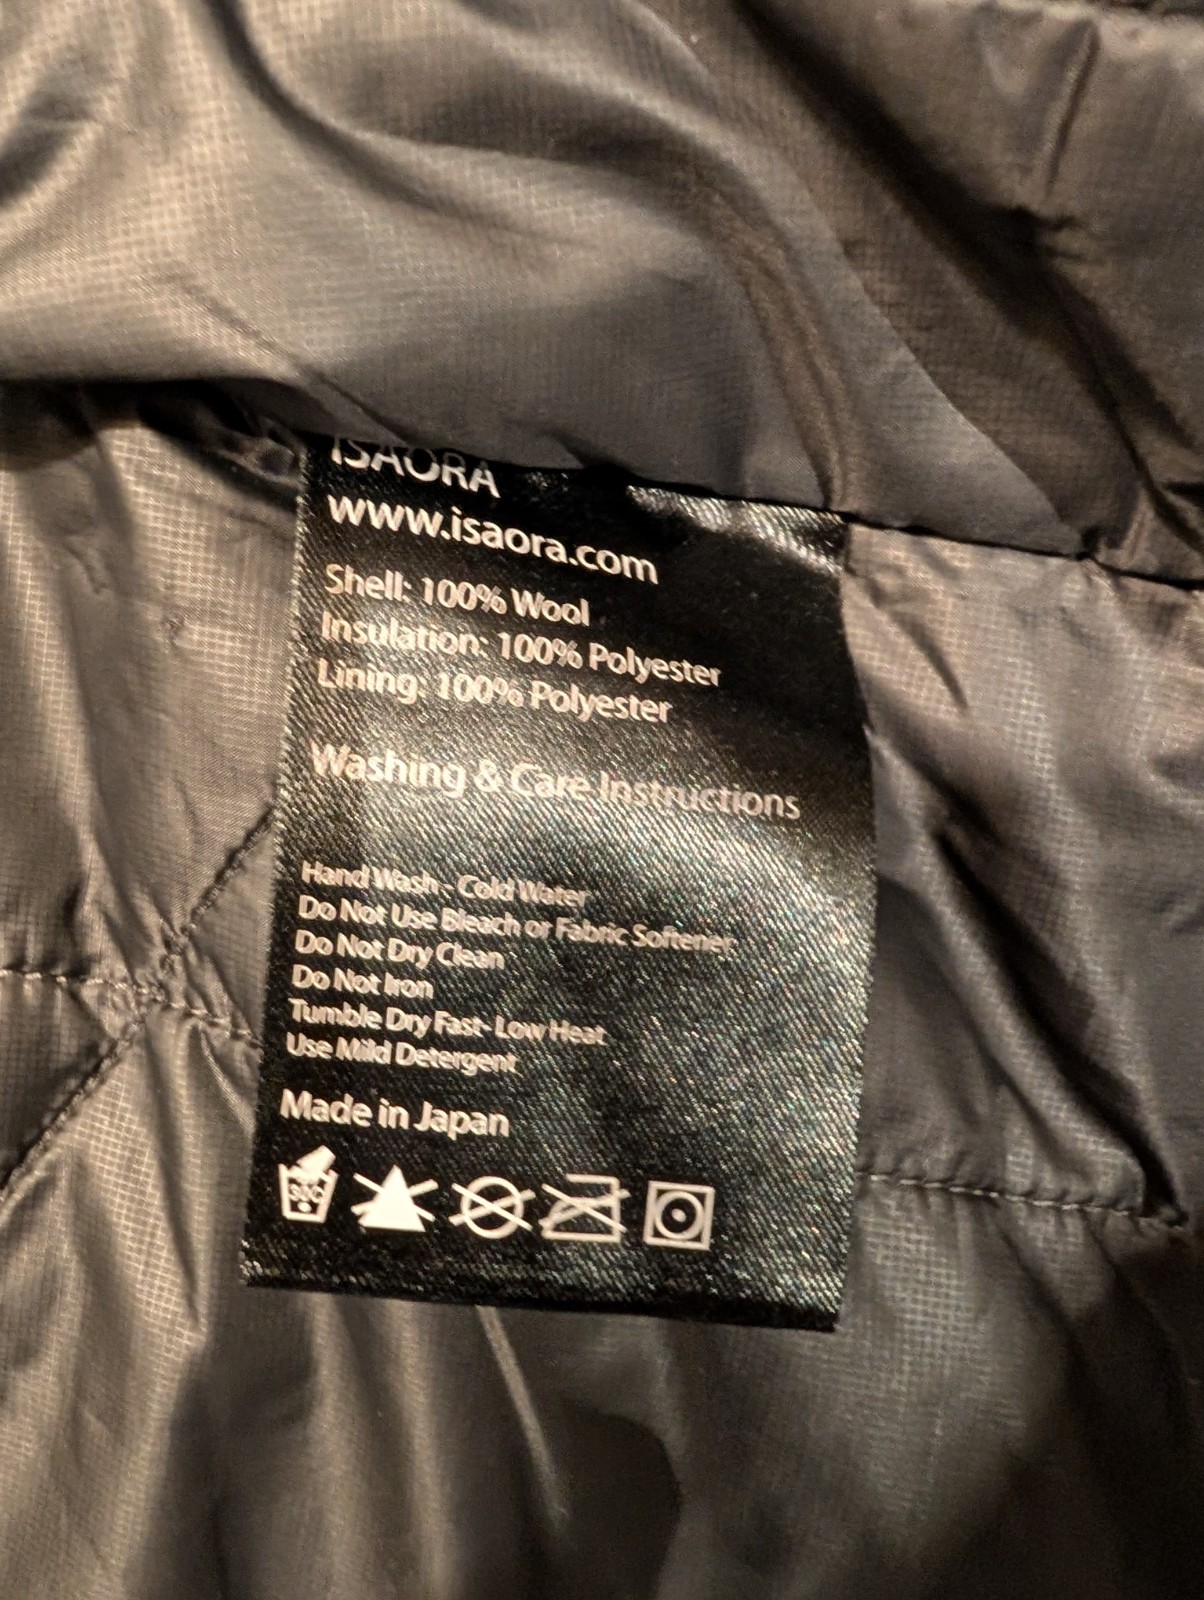 ISAORA
www.isaora.com
Shell: 100% Wool
Insulation: 100% Polyester
Lining: 100% Polyester
Washing & Care Instructions
Hand Wash - Cold Water
Do Not Use Bleach or Fabric Softener
Do Not Dry Clean
Do Not Iron
Tumble Dry Fast- Low Heat
Use Mild Detergent
Made in Japan